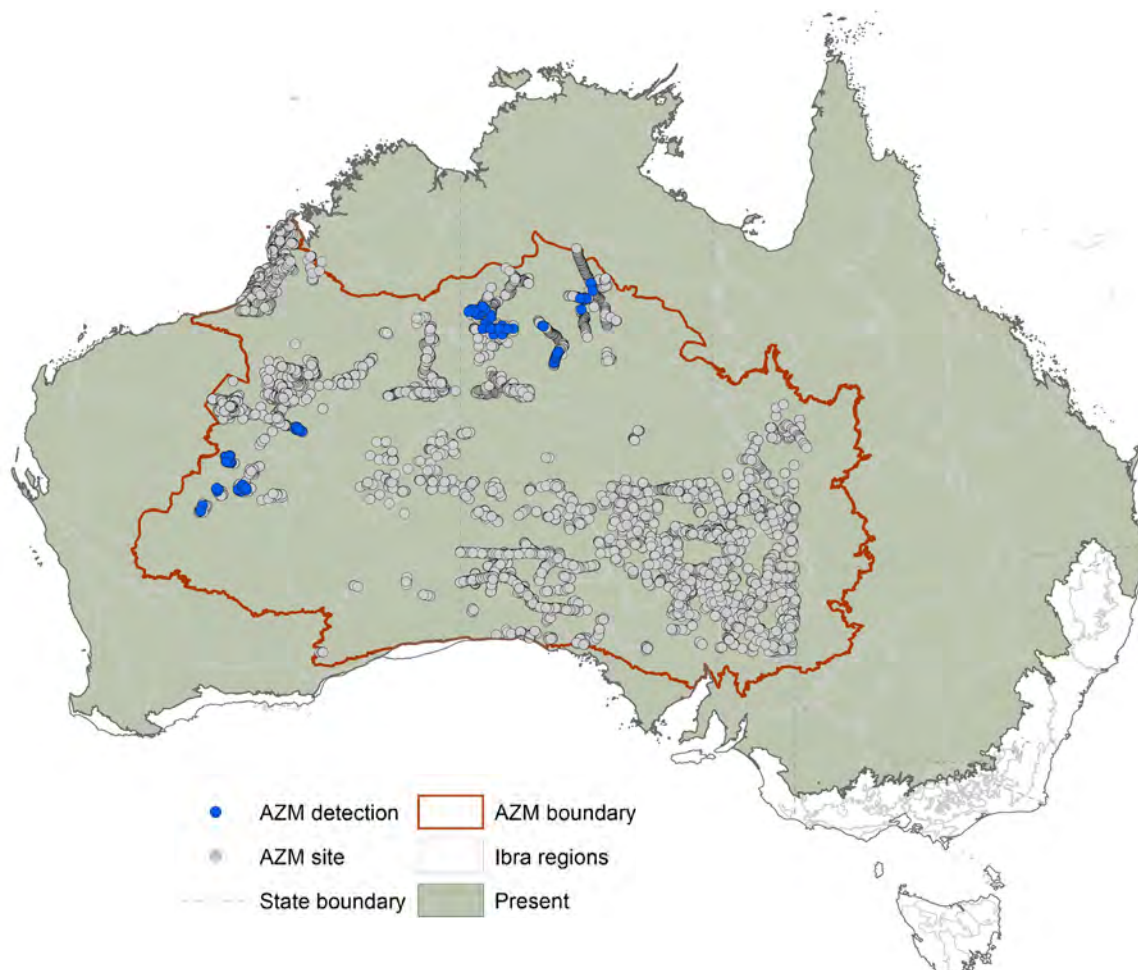 AZM detection
AZM boundary
AZM site
Ibra regions
State boundary
Present